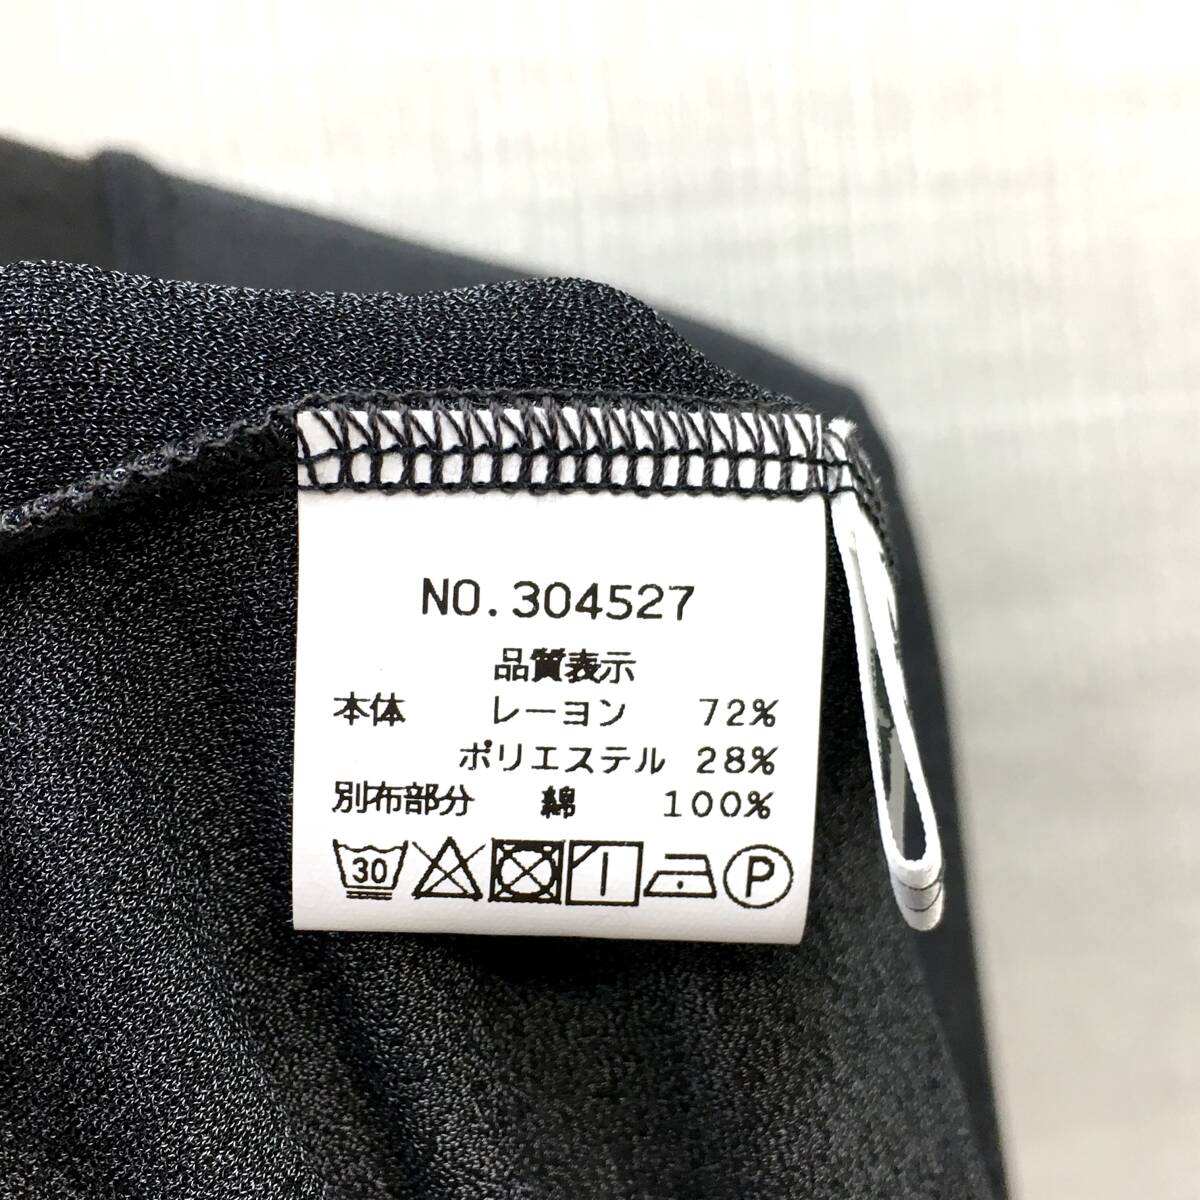 NO.304527
品質表示
本体 レーヨン 72%
ポリエステル 28%
別布部分 綿 100%
30 P